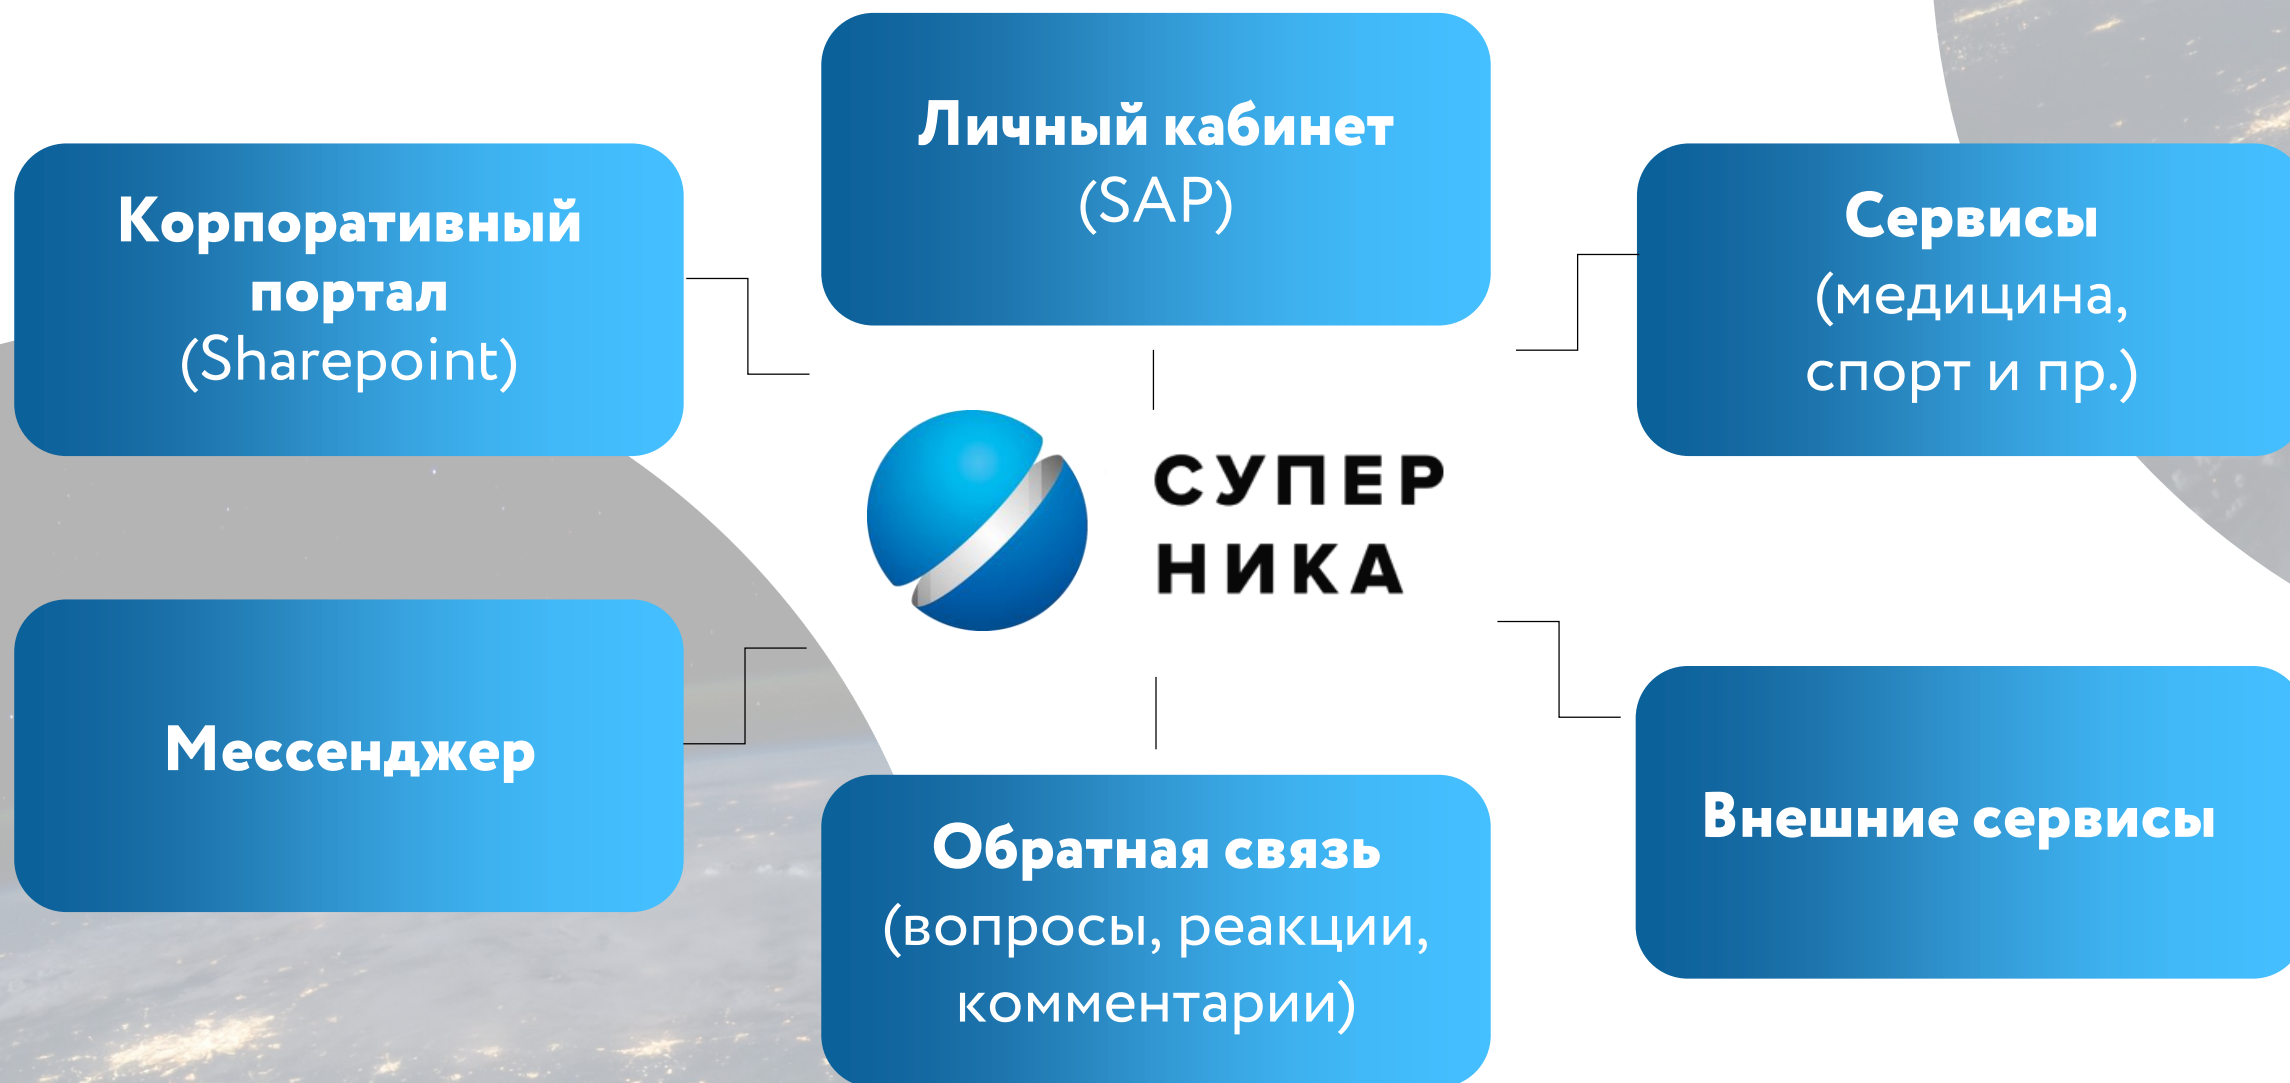 Личный кабинет
(SAP)
Корпоративный
портал
(Sharepoint)
Сервисы
(медицина,
спорт и пр.)
СУПЕР
НИКА
Мессенджер
Обратная связь
(вопросы, реакции,
комментарии)
Внешние сервисы